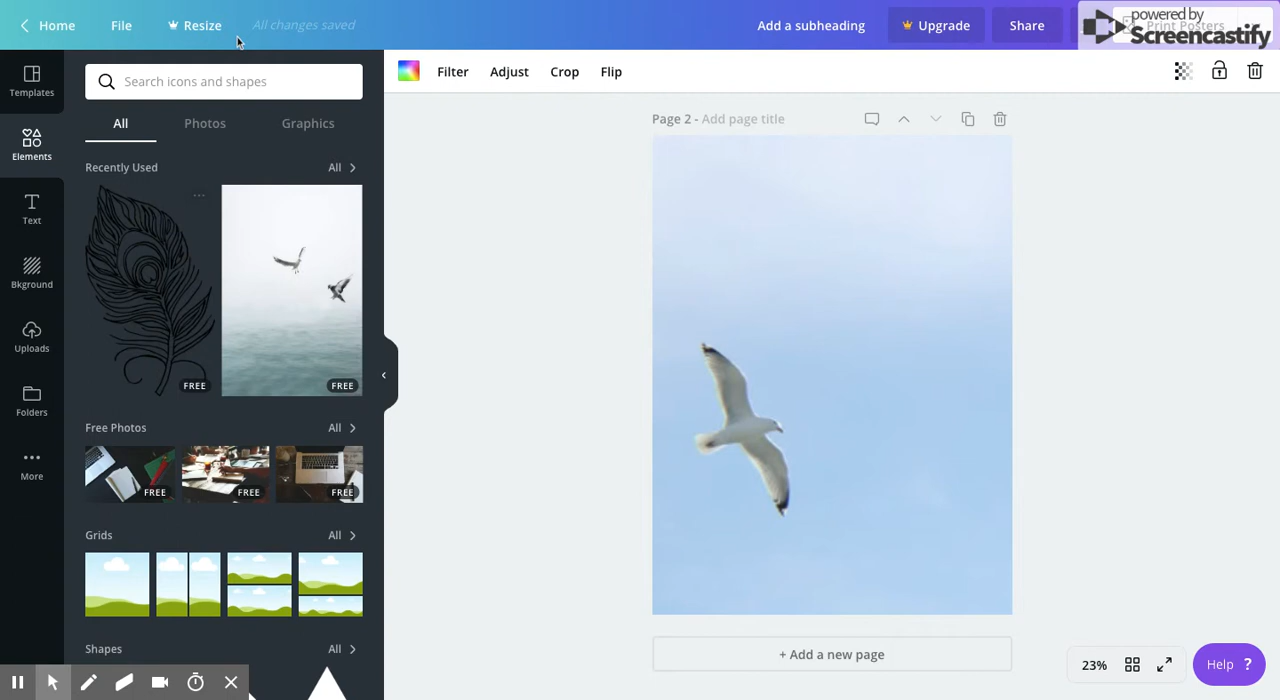 Home
File
Resize
All changes saved
Add a subheading
Upgrade
Share
Print Posters
powered by
Screencastify
Templates
Elements
Text
Bkground
Uploads
Folders
More
Search icons and shapes
All
Photos
Graphics
Recently Used
All
FREE
FREE
Free Photos
All
FREE
FREE
FREE
Grids
All
Shapes
All
Filter
Adjust
Crop
Flip
Page 2 - Add page title
+ Add a new page
23%
Help ?